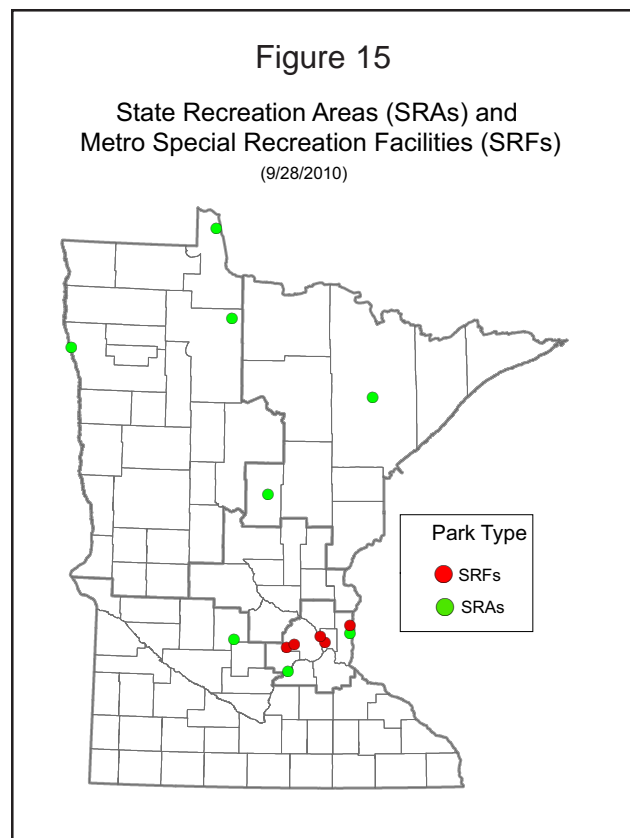 Figure 15
State Recreation Areas (SRAs) and
Metro Special Recreation Facilities (SRFs)
(9/28/2010)
Park Type
SRFs
SRAs